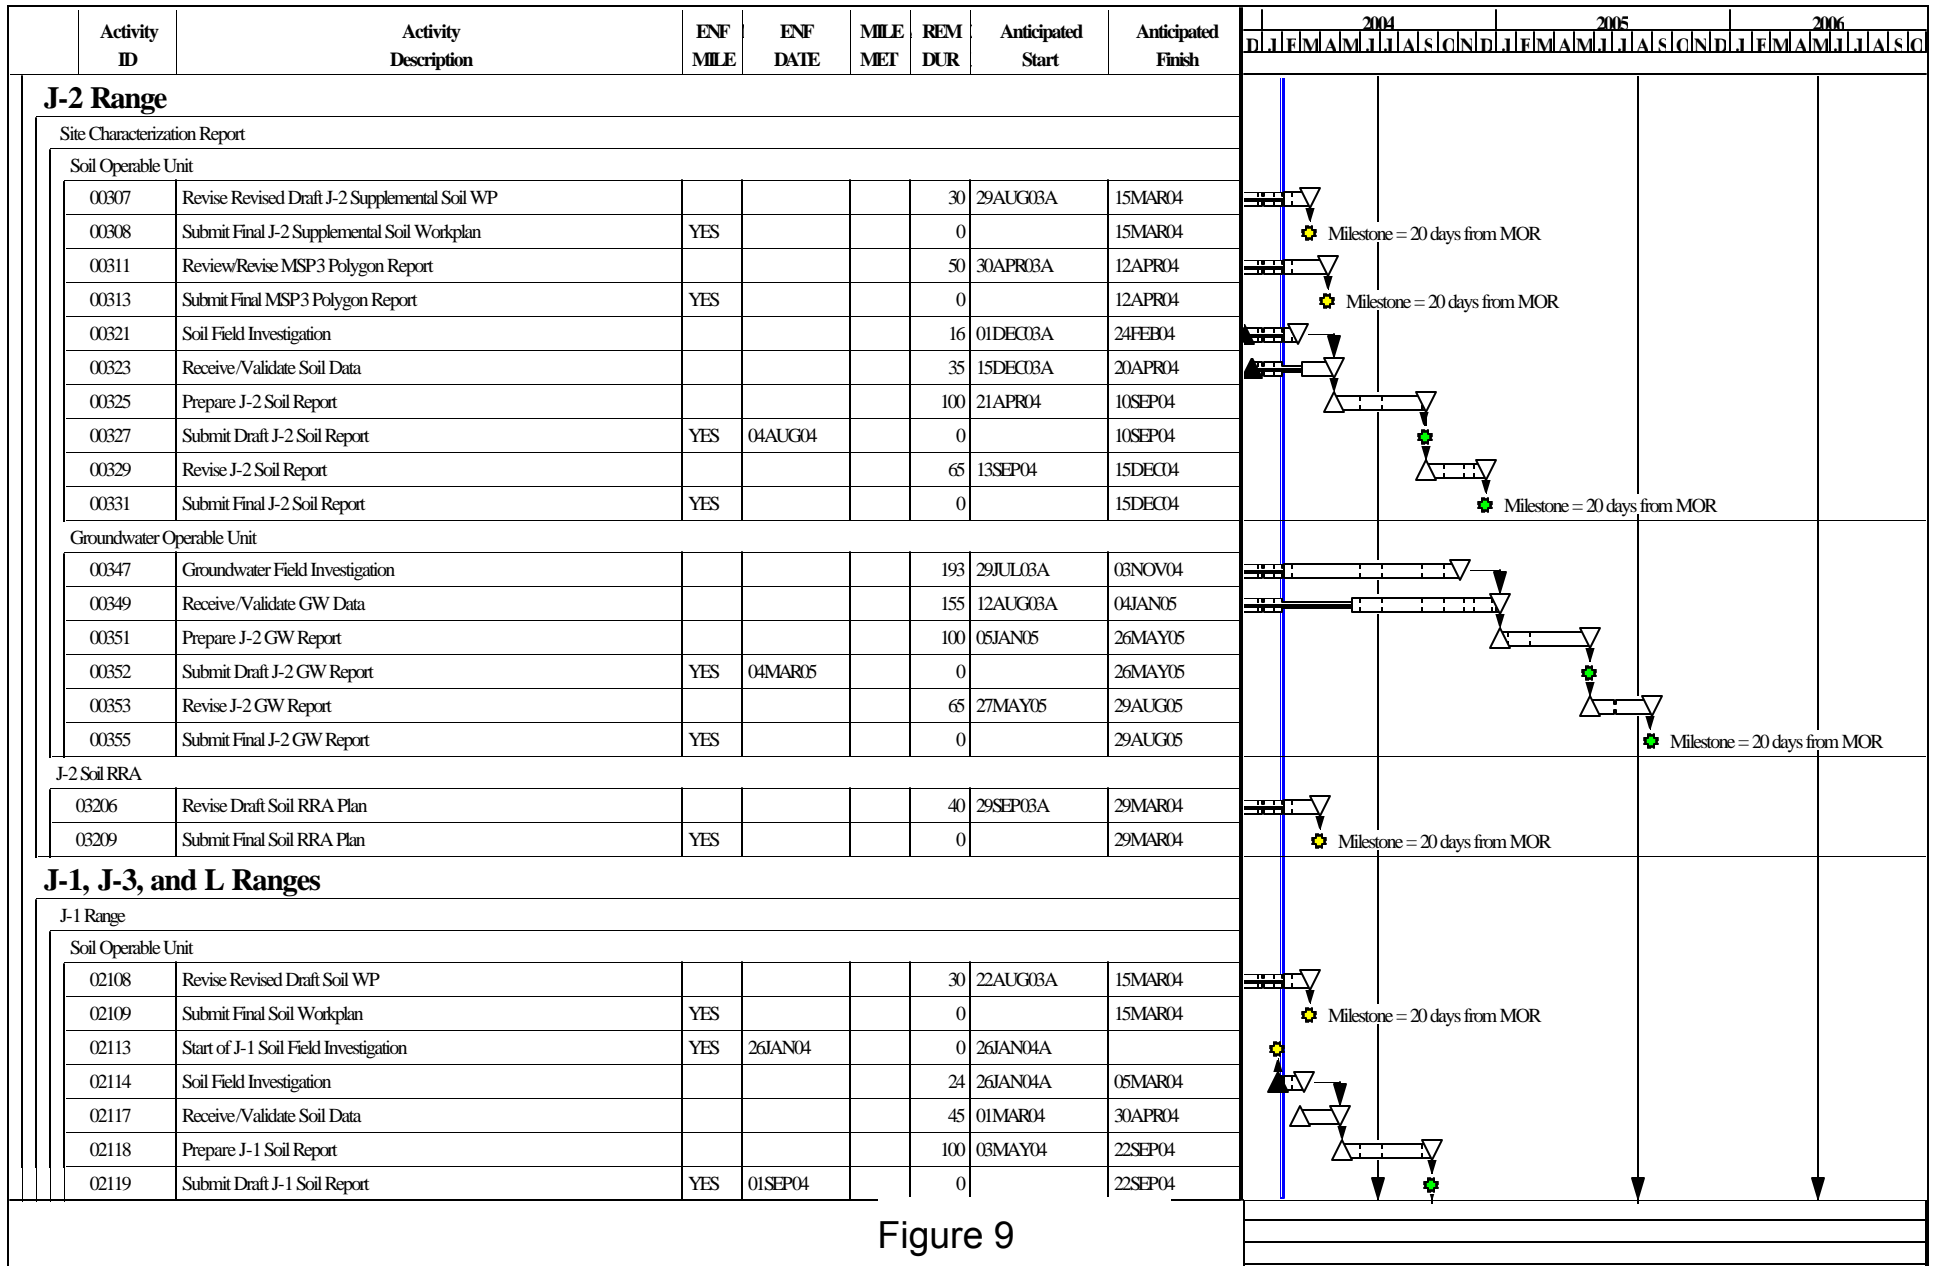 Activity ID Activity Description ENF MILE ENF DATE MILE MET REM DUR Anticipated Start Anticipated Finish 2004 2005 2006
D J F M A M J J A S O N D J F M A M J J A S O N D J F M A M J J A S O
J-2 Range
Site Characterization Report
Soil Operable Unit
00307 Revise Revised Draft J-2 Supplemental Soil WP 30 29AUG03A 15MAR04
00308 Submit Final J-2 Supplemental Soil Workplan YES 0 15MAR04 Milestone = 20 days from MOR
00311 Review/Revise MSP3 Polygon Report 50 30APR03A 12APR04
00313 Submit Final MSP3 Polygon Report YES 0 12APR04 Milestone = 20 days from MOR
00321 Soil Field Investigation 16 01DEC03A 24FEB04
00323 Receive/Validate Soil Data 35 15DEC03A 20APR04
00325 Prepare J-2 Soil Report 100 21APR04 10SEP04
00327 Submit Draft J-2 Soil Report YES 04AUG04 0 10SEP04
00329 Revise J-2 Soil Report 65 13SEP04 15DEC04
00331 Submit Final J-2 Soil Report YES 0 15DEC04 Milestone = 20 days from MOR
Groundwater Operable Unit
00347 Groundwater Field Investigation 193 29JUL03A 03NOV04
00349 Receive/Validate GW Data 155 12AUG03A 04JAN05
00351 Prepare J-2 GW Report 100 05JAN05 26MAY05
00352 Submit Draft J-2 GW Report YES 04MAR05 0 26MAY05
00353 Revise J-2 GW Report 65 27MAY05 29AUG05
00355 Submit Final J-2 GW Report YES 0 29AUG05 Milestone = 20 days from MOR
J-2 Soil RRA
03206 Revise Draft Soil RRA Plan 40 29SEP03A 29MAR04
03209 Submit Final Soil RRA Plan YES 0 29MAR04 Milestone = 20 days from MOR
J-1, J-3, and L Ranges
J-1 Range
Soil Operable Unit
02108 Revise Revised Draft Soil WP 30 22AUG03A 15MAR04
02109 Submit Final Soil Workplan YES 0 15MAR04 Milestone = 20 days from MOR
02113 Start of J-1 Soil Field Investigation YES 26JAN04 0 26JAN04A
02114 Soil Field Investigation 24 26JAN04A 05MAR04
02117 Receive/Validate Soil Data 45 01MAR04 30APR04
02118 Prepare J-1 Soil Report 100 03MAY04 22SEP04
02119 Submit Draft J-1 Soil Report YES 01SEP04 0 22SEP04
Figure 9